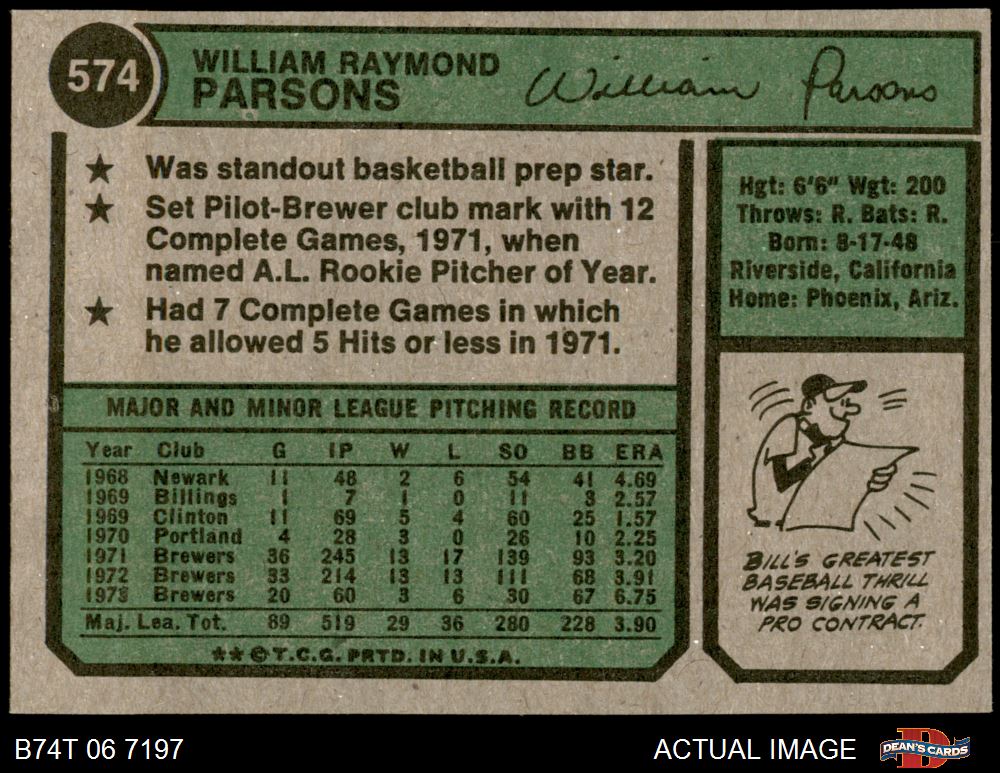 574
WILLIAM RAYMOND
PARSONS
William Parsons
★ Was standout basketball prep star.
★ Set Pilot-Brewer club mark with 12
Complete Games, 1971, when
named A.L. Rookie Pitcher of Year.
★ Had 7 Complete Games in which
he allowed 5 Hits or less in 1971.
Hgt: 6'6" Wgt: 200
Throws: R. Bats: R.
Born: 8-17-48
Riverside, California
Home: Phoenix, Ariz.
MAJOR AND MINOR LEAGUE PITCHING RECORD
Year Club G IP W L SO BB ERA
1968 Newark 11 48 2 6 54 41 4.69
1969 Billings 1 7 1 0 11 3 2.57
1969 Clinton 11 69 5 4 60 25 1.57
1970 Portland 4 28 3 0 26 10 2.25
1971 Brewers 36 245 13 17 139 93 3.20
1972 Brewers 33 214 13 13 111 68 3.91
1973 Brewers 20 60 3 6 30 67 6.75
Maj. Lea. Tot. 89 519 29 36 280 228 3.90
★★©T.C.G. PRTD. IN U.S.A.
BILL'S GREATEST
BASEBALL THRILL
WAS SIGNING A
PRO CONTRACT.
B74T 06 7197
ACTUAL IMAGE
DEAN'S CARDS